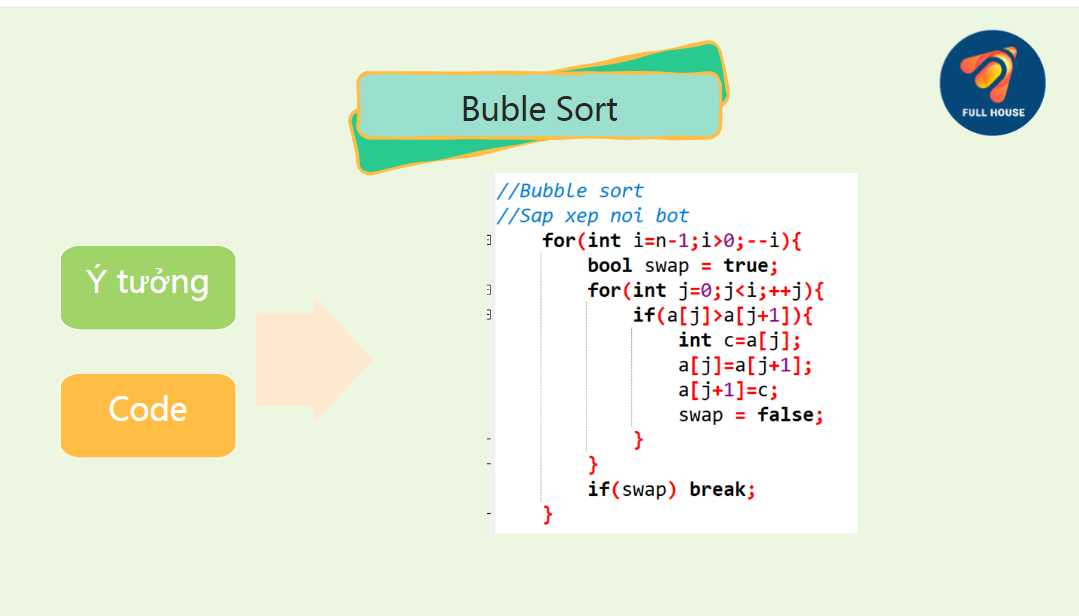 Buble Sort
FULL HOUSE
Ý tưởng
Code
//Bubble sort
//Sap xep noi bot
for(int i=n-1;i>0;--i){
bool swap = true;
for(int j=0;j<i;++j){
if(a[j]>a[j+1]){
int c=a[j];
a[j]=a[j+1];
a[j+1]=c;
swap = false;
}
}
if(swap) break;
}